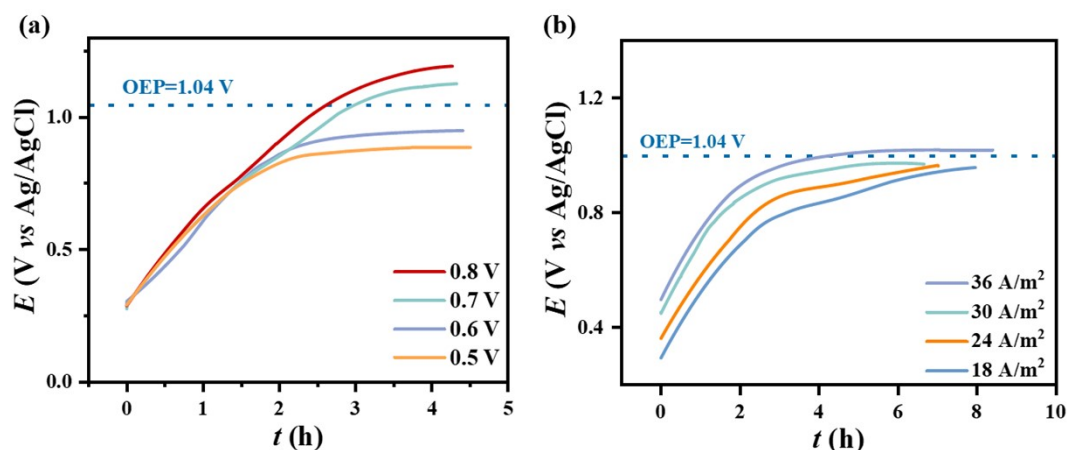 (a)
E (V vs Ag/AgCl)
1.0
0.5
0.0
OEP=1.04 V
0.8 V
0.7 V
0.6 V
0.5 V
0 1 2 3 4 5
t (h)
(b)
E (V vs Ag/AgCl)
1.2
0.8
0.4
OEP=1.04 V
36 A/m²
30 A/m²
24 A/m²
18 A/m²
0 2 4 6 8 10
t (h)